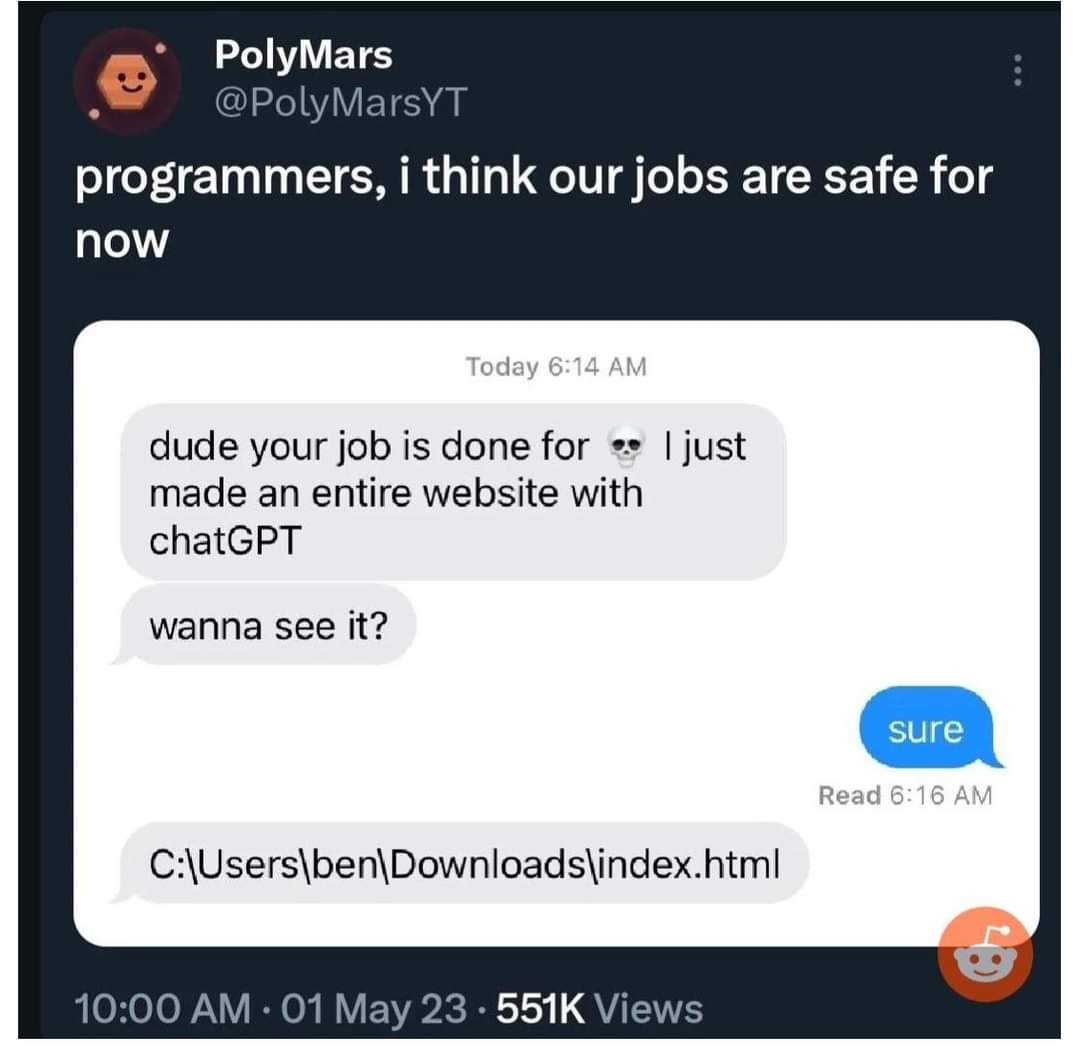 PolyMars
@PolyMarsYT
programmers, i think our jobs are safe for
now
Today 6:14 AM
dude your job is done for 💀 I just
made an entire website with
chatGPT
wanna see it?
sure
Read 6:16 AM
C:\Users\ben\Downloads\index.html
10:00 AM · 01 May 23 · 551K Views